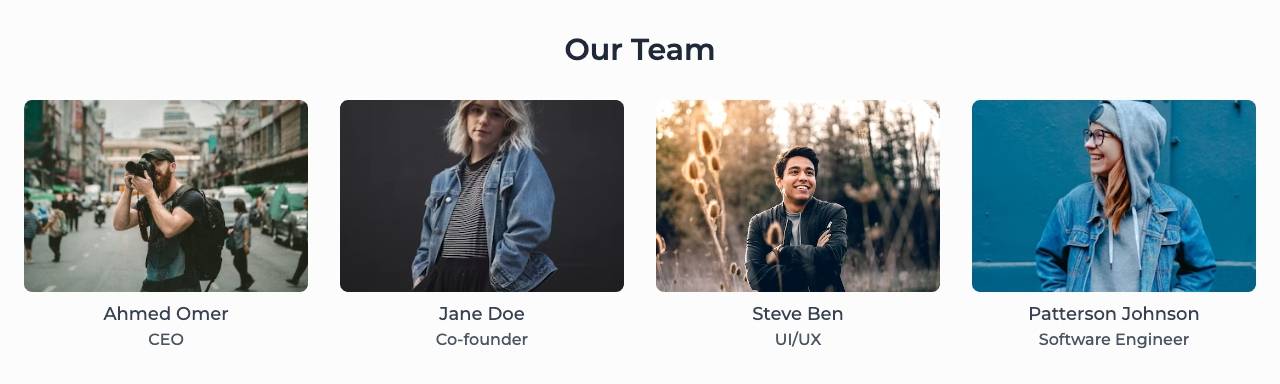 Our Team
Ahmed Omer
CEO
Jane Doe
Co-founder
Steve Ben
UI/UX
Patterson Johnson
Software Engineer